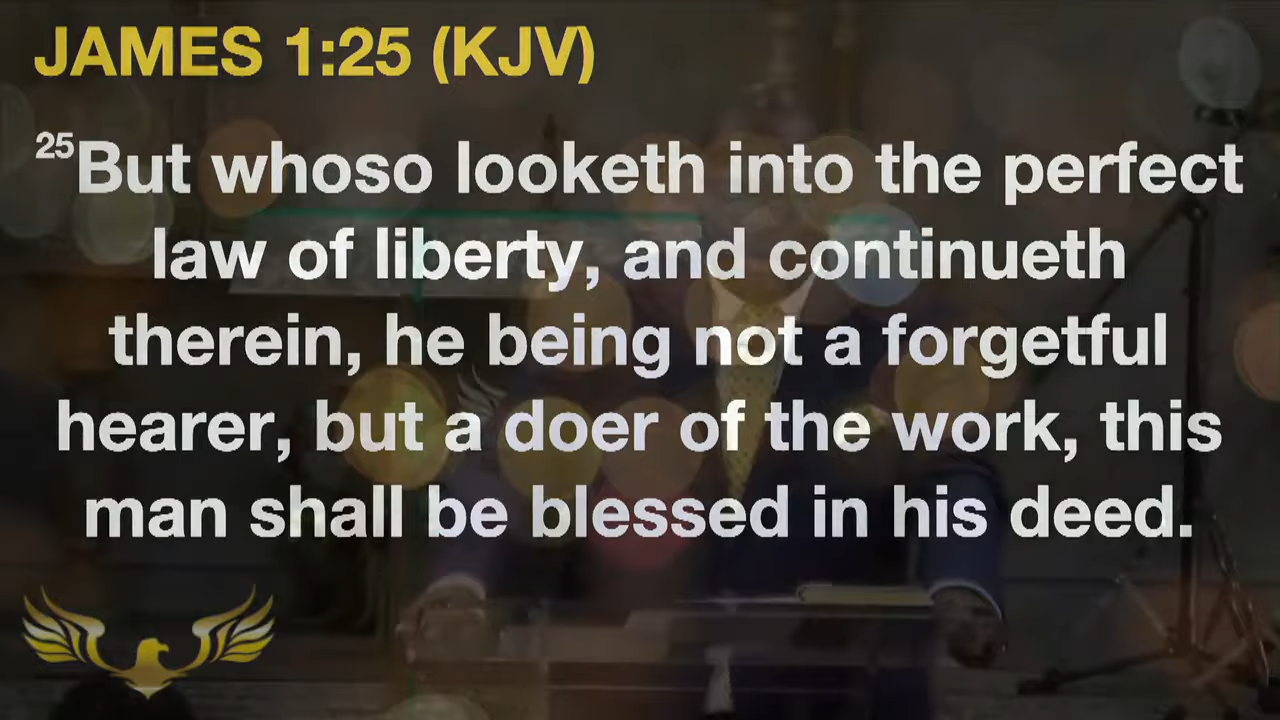 JAMES 1:25 (KJV)
25But whoso looketh into the perfect
law of liberty, and continueth
therein, he being not a forgetful
hearer, but a doer of the work, this
man shall be blessed in his deed.